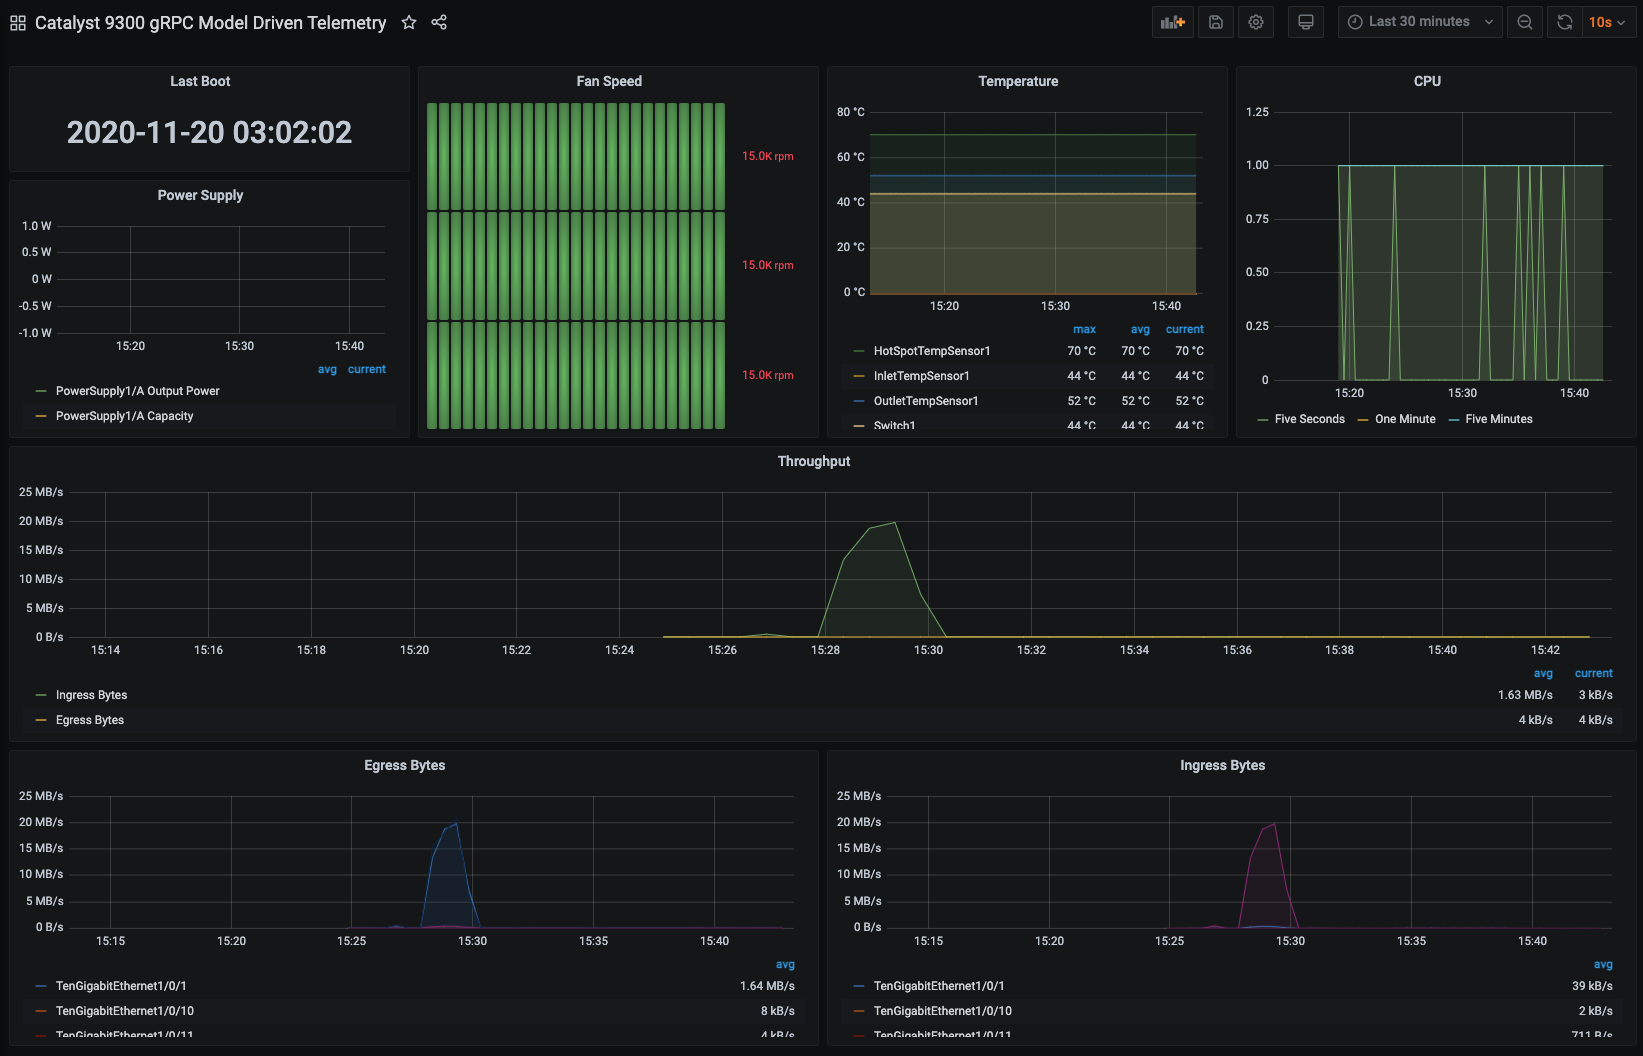 Catalyst 9300 gRPC Model Driven Telemetry
Last 30 minutes
10s
Last Boot
2020-11-20 03:02:02
Power Supply
1.0 W
0.5 W
0 W
-0.5 W
-1.0 W
15:20 15:30 15:40
avg current
PowerSupply1/A Output Power
PowerSupply1/A Capacity
Fan Speed
15.0K rpm
15.0K rpm
15.0K rpm
Temperature
80 °C
60 °C
40 °C
20 °C
0 °C
15:20 15:30 15:40
max avg current
HotSpotTempSensor1 70 °C 70 °C 70 °C
InletTempSensor1 44 °C 44 °C 44 °C
OutletTempSensor1 52 °C 52 °C 52 °C
Switch1 44 °C 44 °C 44 °C
CPU
1.25
1.00
0.75
0.50
0.25
0
15:20 15:30 15:40
Five Seconds One Minute Five Minutes
Throughput
25 MB/s
20 MB/s
15 MB/s
10 MB/s
5 MB/s
0 B/s
15:14 15:16 15:18 15:20 15:22 15:24 15:26 15:28 15:30 15:32 15:34 15:36 15:38 15:40 15:42
avg current
Ingress Bytes 1.63 MB/s 3 kB/s
Egress Bytes 4 kB/s 4 kB/s
Egress Bytes
25 MB/s
20 MB/s
15 MB/s
10 MB/s
5 MB/s
0 B/s
15:15 15:20 15:25 15:30 15:35 15:40
avg
TenGigabitEthernet1/0/1 1.64 MB/s
TenGigabitEthernet1/0/10 8 kB/s
TenGigabitEthernet1/0/11 4 kB/s
Ingress Bytes
25 MB/s
20 MB/s
15 MB/s
10 MB/s
5 MB/s
0 B/s
15:15 15:20 15:25 15:30 15:35 15:40
avg
TenGigabitEthernet1/0/1 39 kB/s
TenGigabitEthernet1/0/10 2 kB/s
TenGigabitEthernet1/0/11 711 B/s